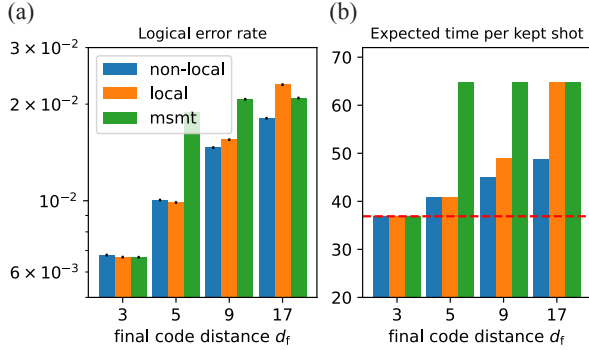 (a)
Logical error rate
3 × 10⁻²
2 × 10⁻²
10⁻²
6 × 10⁻³
non-local
local
msmt
3 5 9 17
final code distance d_f
(b)
Expected time per kept shot
70
60
50
40
30
20
3 5 9 17
final code distance d_f